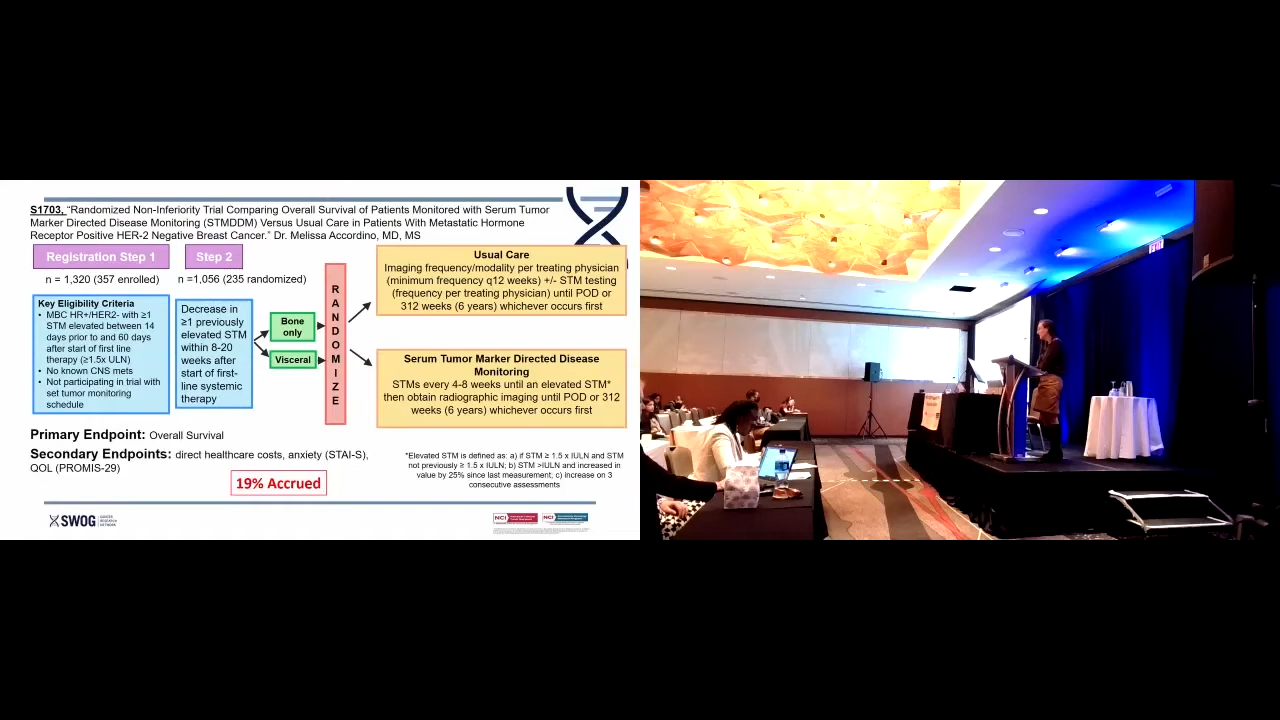 S1703, “Randomized Non-Inferiority Trial Comparing Overall Survival of Patients Monitored with Serum Tumor
Marker Directed Disease Monitoring (STMDDM) Versus Usual Care in Patients With Metastatic Hormone
Receptor Positive HER-2 Negative Breast Cancer.” Dr. Melissa Accordino, MD, MS
Registration Step 1
n = 1,320 (357 enrolled)
Key Eligibility Criteria
• MBC HR+/HER2- with ≥1
STM elevated between 14
days prior to and 60 days
after start of first line
therapy (≥1.5x ULN)
• No known CNS mets
• Not participating in trial with
set tumor monitoring
schedule
Step 2
n =1,056 (235 randomized)
Decrease in
≥1 previously
elevated STM
within 8-20
weeks after
start of first-
line systemic
therapy
Bone
only
Visceral
R
A
N
D
O
M
I
Z
E
Usual Care
Imaging frequency/modality per treating physician
(minimum frequency q12 weeks) +/- STM testing
(frequency per treating physician) until POD or
312 weeks (6 years) whichever occurs first
Serum Tumor Marker Directed Disease
Monitoring
STMs every 4-8 weeks until an elevated STM*
then obtain radiographic imaging until POD or 312
weeks (6 years) whichever occurs first
Primary Endpoint: Overall Survival
Secondary Endpoints: direct healthcare costs, anxiety (STAI-S),
QOL (PROMIS-29)
19% Accrued
*Elevated STM is defined as: a) if STM ≥ 1.5 x IULN and STM
not previously ≥ 1.5 x IULN; b) STM >IULN and increased in
value by 25% since last measurement, c) increase on 3
consecutive assessments
SWOG
CANCER
RESEARCH
NETWORK
NCI
NCI